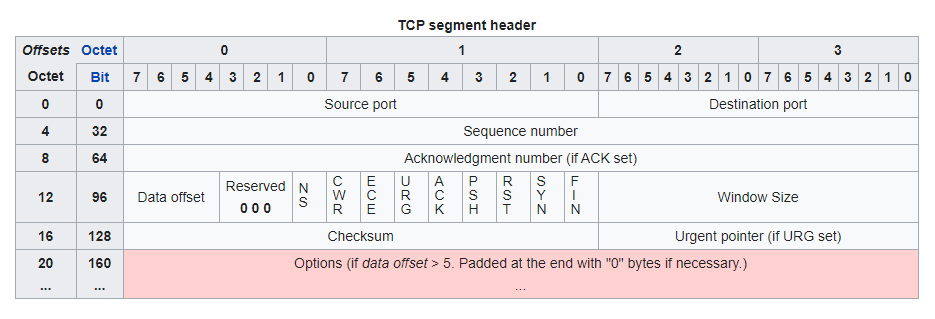 TCP segment header
Offsets Octet 0 1 2 3
Octet Bit 7 6 5 4 3 2 1 0 7 6 5 4 3 2 1 0 7 6 5 4 3 2 1 0 7 6 5 4 3 2 1 0
0 0 Source port Destination port
4 32 Sequence number
8 64 Acknowledgment number (if ACK set)
12 96 Data offset Reserved 0 0 0 NS CWR ECE URG ACK PSH RST SYN FIN Window Size
16 128 Checksum Urgent pointer (if URG set)
20 160 Options (if data offset > 5. Padded at the end with "0" bytes if necessary.)
... ... ...